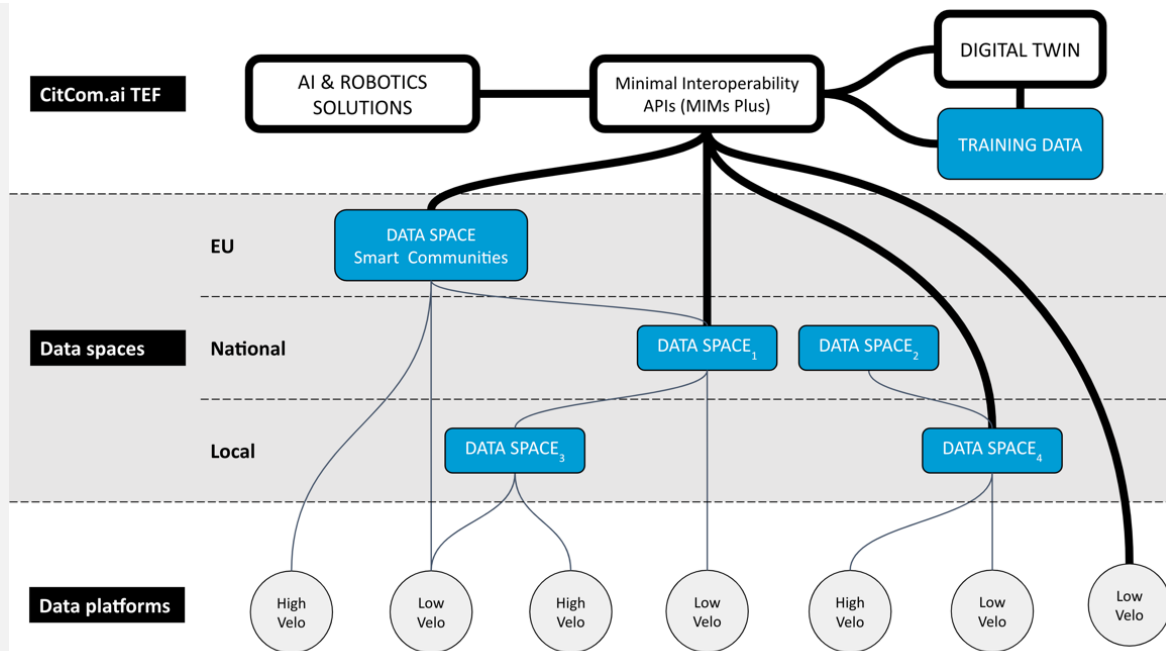 CitCom.ai TEF
AI & ROBOTICS
SOLUTIONS
Minimal Interoperability
APIs (MIMs Plus)
DIGITAL TWIN
TRAINING DATA
EU
DATA SPACE
Smart Communities
Data spaces
National
DATA SPACE1
DATA SPACE2
Local
DATA SPACE3
DATA SPACE4
Data platforms
High
Velo
Low
Velo
High
Velo
Low
Velo
High
Velo
Low
Velo
Low
Velo